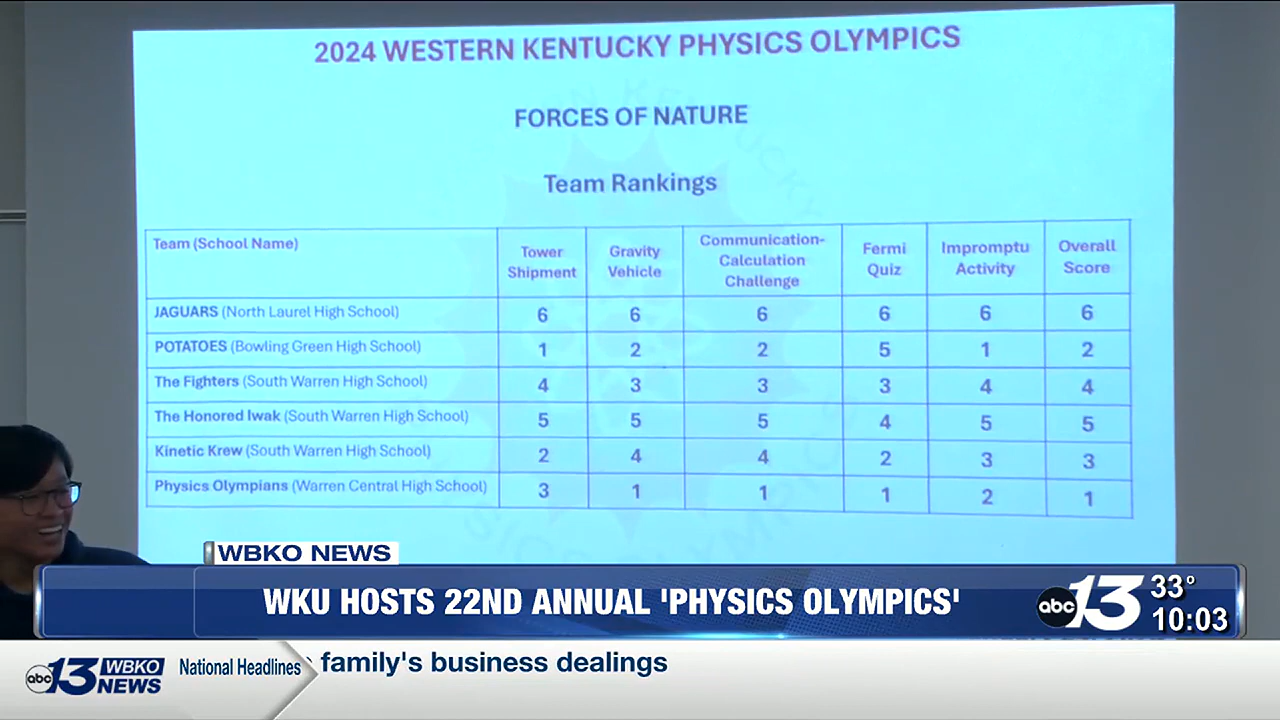 2024 WESTERN KENTUCKY PHYSICS OLYMPICS
FORCES OF NATURE
Team Rankings
Team (School Name) Tower Shipment Gravity Vehicle Communication-Calculation Challenge Fermi Quiz Impromptu Activity Overall Score
JAGUARS (North Laurel High School) 6 6 6 6 6 6
POTATOES (Bowling Green High School) 1 2 2 5 1 2
The Fighters (South Warren High School) 4 3 3 3 4 4
The Honored Iwak (South Warren High School) 5 5 5 4 5 5
Kinetic Krew (South Warren High School) 2 4 4 2 3 3
Physics Olympians (Warren Central High School) 3 1 1 1 2 1
WBKO NEWS
WKU HOSTS 22ND ANNUAL 'PHYSICS OLYMPICS'
abc 13 33°
10:03
abc 13 WBKO NEWS National Headlines family's business dealings